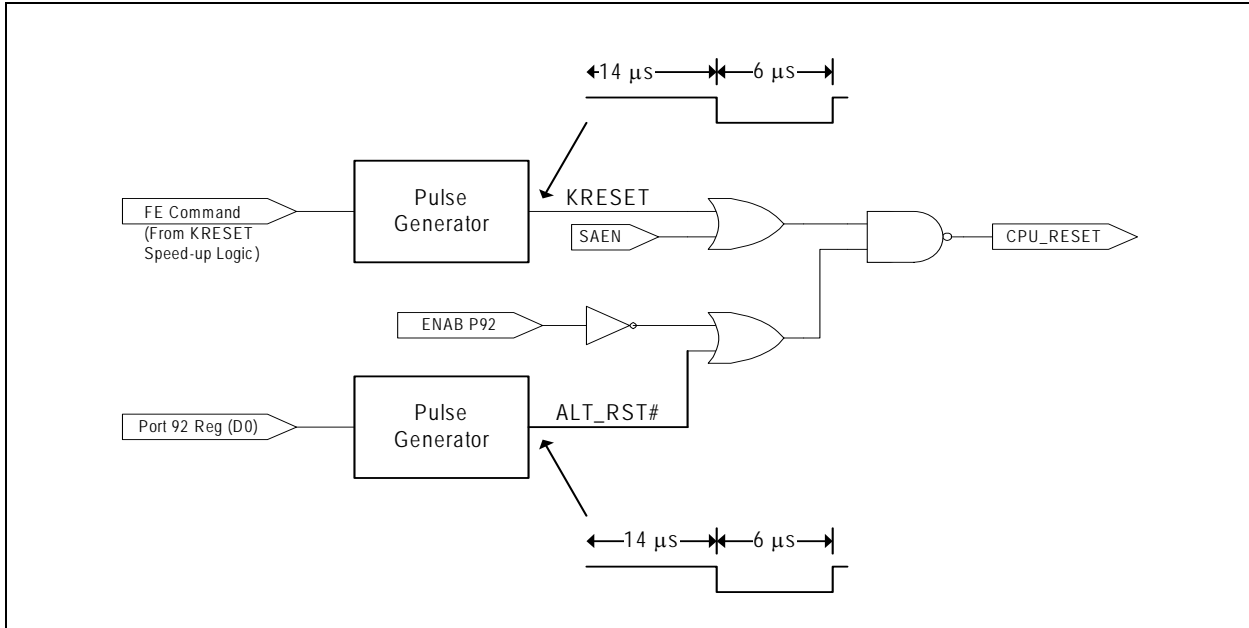 14 µs
6 µs
Pulse
Generator
KRESET
FE Command
(From KRESET
Speed-up Logic)
SAEN
CPU_RESET
ENAB P92
Pulse
Generator
ALT_RST#
Port 92 Reg (D0)
14 µs
6 µs